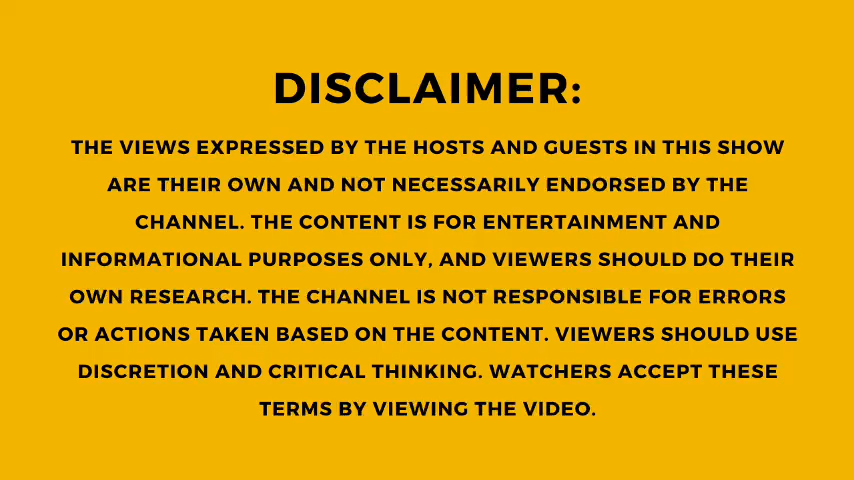 DISCLAIMER:
THE VIEWS EXPRESSED BY THE HOSTS AND GUESTS IN THIS SHOW
ARE THEIR OWN AND NOT NECESSARILY ENDORSED BY THE
CHANNEL. THE CONTENT IS FOR ENTERTAINMENT AND
INFORMATIONAL PURPOSES ONLY, AND VIEWERS SHOULD DO THEIR
OWN RESEARCH. THE CHANNEL IS NOT RESPONSIBLE FOR ERRORS
OR ACTIONS TAKEN BASED ON THE CONTENT. VIEWERS SHOULD USE
DISCRETION AND CRITICAL THINKING. WATCHERS ACCEPT THESE
TERMS BY VIEWING THE VIDEO.